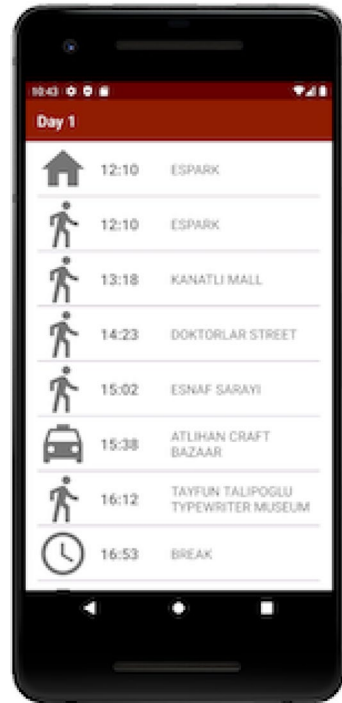 10:43
Day 1
12:10 ESPARK
12:10 ESPARK
13:18 KANATLI MALL
14:23 DOKTORLAR STREET
15:02 ESNAF SARAYI
15:38 ATLIHAN CRAFT
BAZAAR
16:12 TAYFUN TALIPOGLU
TYPEWRITER MUSEUM
16:53 BREAK